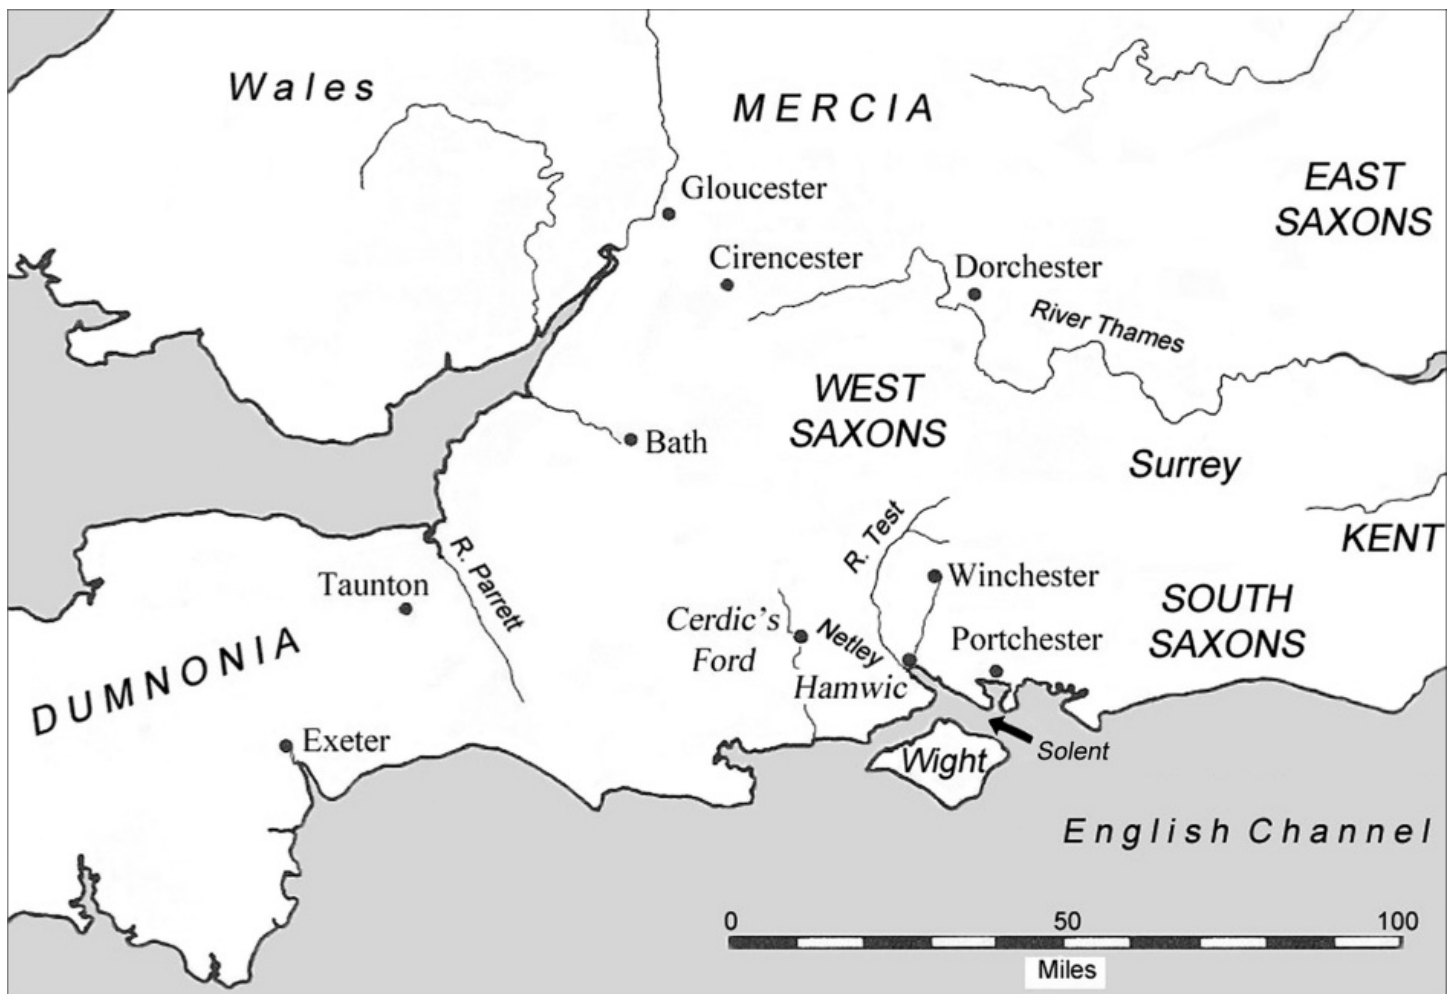 Wales
MERCIA
EAST
SAXONS
Gloucester
Cirencester
Dorchester
River Thames
WEST
SAXONS
Bath
Surrey
R. Test
KENT
R. Parrett
Taunton
Winchester
SOUTH
SAXONS
Cerdic's
Ford
Netley
Portchester
Hamwic
DUMNONIA
Exeter
Wight
Solent
English Channel
0 50 100
Miles